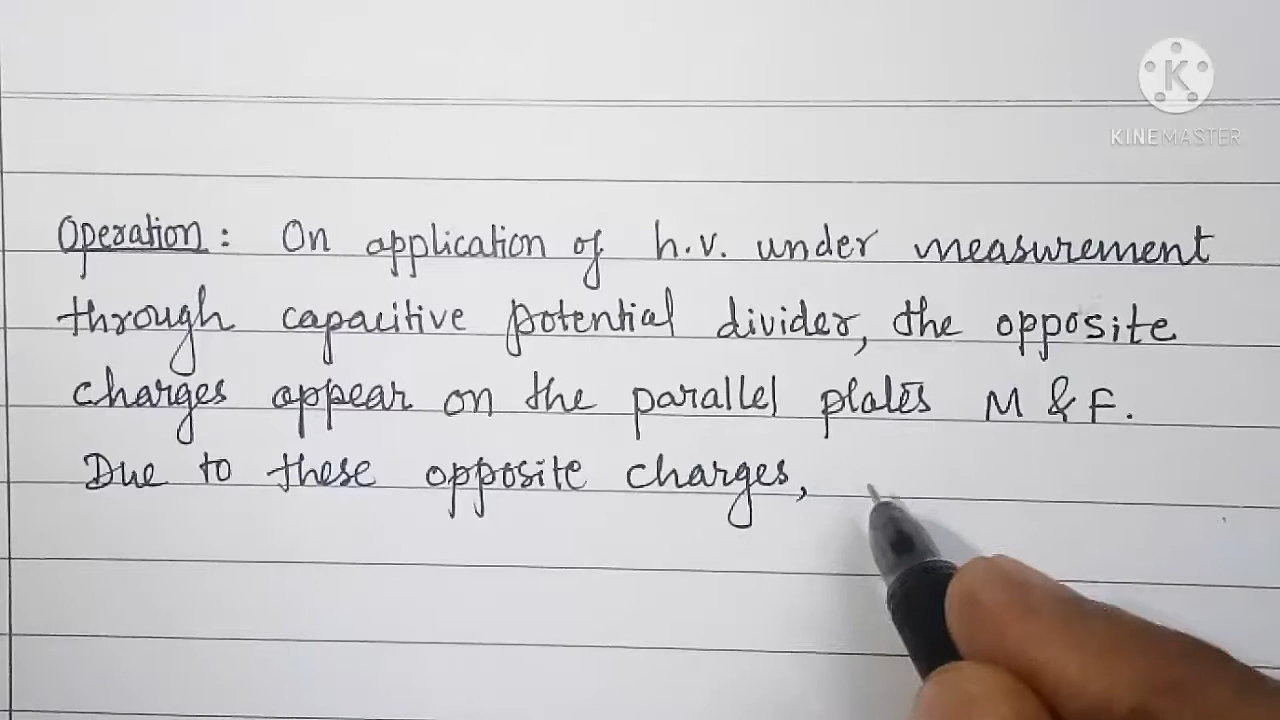 KINEMASTER
Operation: On application of h.v. under measurement
through capacitive potential divider, the opposite
charges appear on the parallel plates M & F.
Due to these opposite charges,